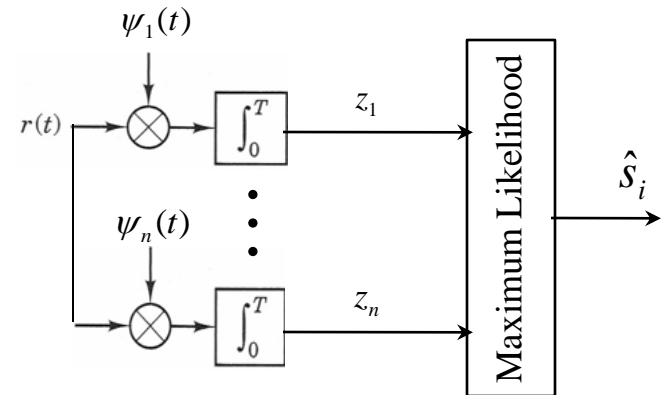 ψ₁(t)
r(t)
∫₀ᵀ
z₁
ψₙ(t)
∫₀ᵀ
zₙ
Maximum Likelihood
ŝᵢ